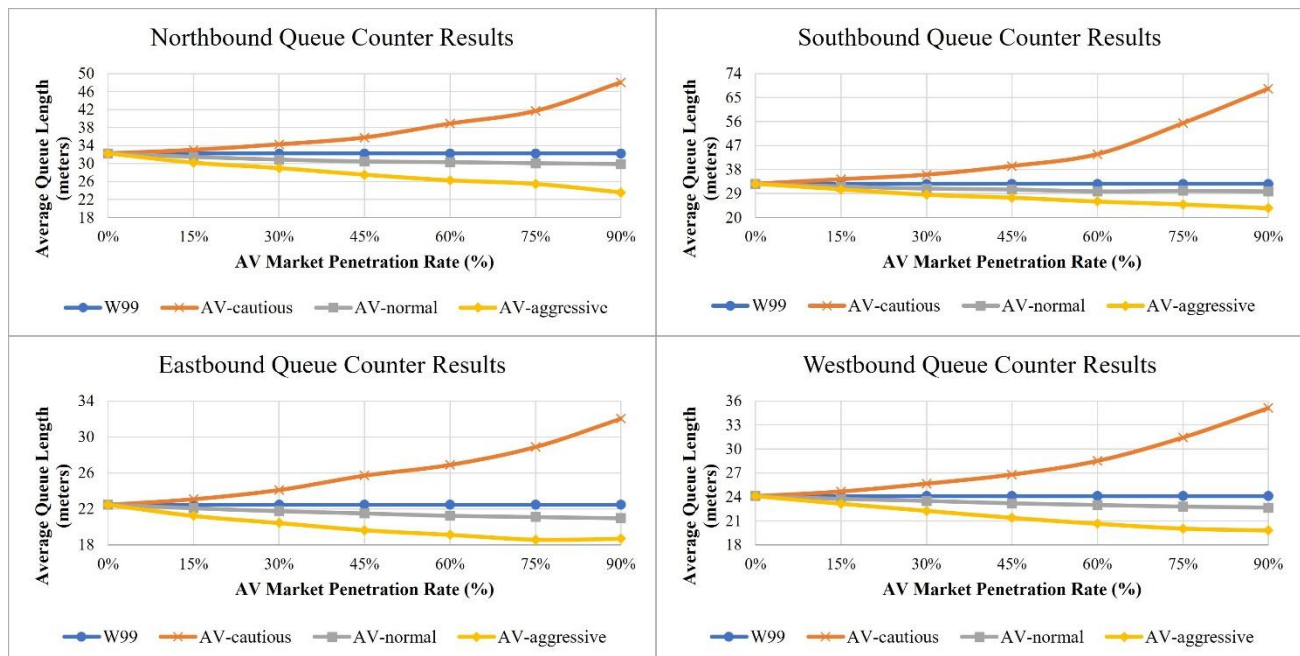 Northbound Queue Counter Results
Average Queue Length
(meters)
50
46
42
38
34
30
26
22
18
0% 15% 30% 45% 60% 75% 90%
AV Market Penetration Rate (%)
W99 AV-cautious AV-normal AV-aggressive
Southbound Queue Counter Results
Average Queue Length
(meters)
74
65
56
47
38
29
20
0% 15% 30% 45% 60% 75% 90%
AV Market Penetration Rate (%)
W99 AV-cautious AV-normal AV-aggressive
Eastbound Queue Counter Results
Average Queue Length
(meters)
34
30
26
22
18
0% 15% 30% 45% 60% 75% 90%
AV Market Penetration Rate (%)
W99 AV-cautious AV-normal AV-aggressive
Westbound Queue Counter Results
Average Queue Length
(meters)
36
33
30
27
24
21
18
0% 15% 30% 45% 60% 75% 90%
AV Market Penetration Rate (%)
W99 AV-cautious AV-normal AV-aggressive